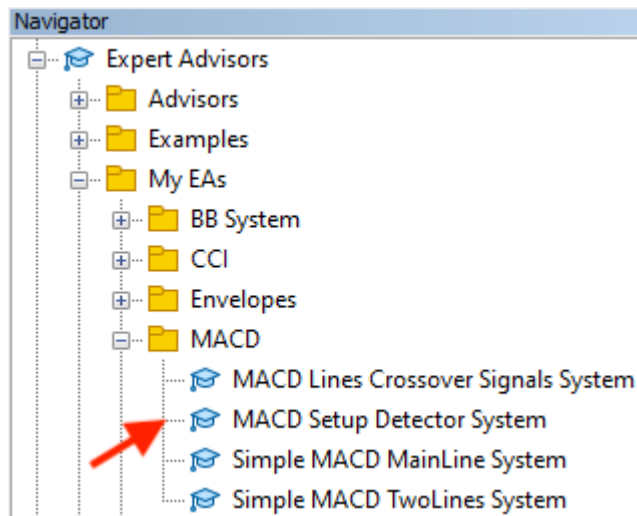 Navigator
Expert Advisors
Advisors
Examples
My EAs
BB System
CCI
Envelopes
MACD
MACD Lines Crossover Signals System
MACD Setup Detector System
Simple MACD MainLine System
Simple MACD TwoLines System